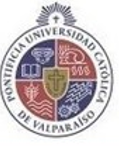 PONTIFICIA UNIVERSIDAD CATÓLICA
DE VALPARAÍSO